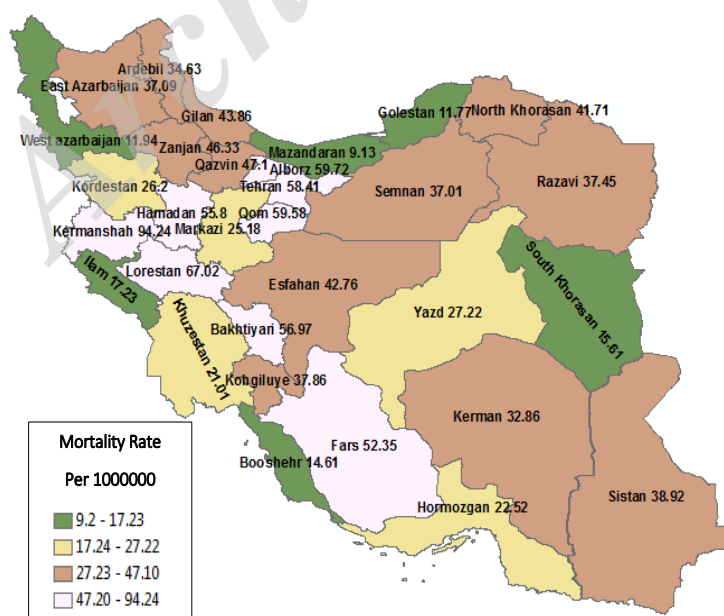 Archi
Ardebil 34.63
East Azarbaijan 37.09
Gilan 43.86
Golestan 11.77
North Khorasan 41.71
West azarbaijan 11.94
Zanjan 46.33
Mazandaran 9.13
Qazvin 47.1
Alborz 59.72
Kordestan 26.2
Tehran 58.41
Semnan 37.01
Razavi 37.45
Hamadan 55.8
Qom 59.58
Kermanshah 94.24
Markazi 25.18
Ilam 17.23
Lorestan 67.02
Esfahan 42.76
South Khorasan 15.61
Khuzestan 21.01
Yazd 27.22
Bakhtiyari 56.97
Kohgiluye 37.86
Kerman 32.86
Fars 52.35
Booshehr 14.61
Hormozgan 22.52
Sistan 38.92
Mortality Rate
Per 1000000
9.2 - 17.23
17.24 - 27.22
27.23 - 47.10
47.20 - 94.24